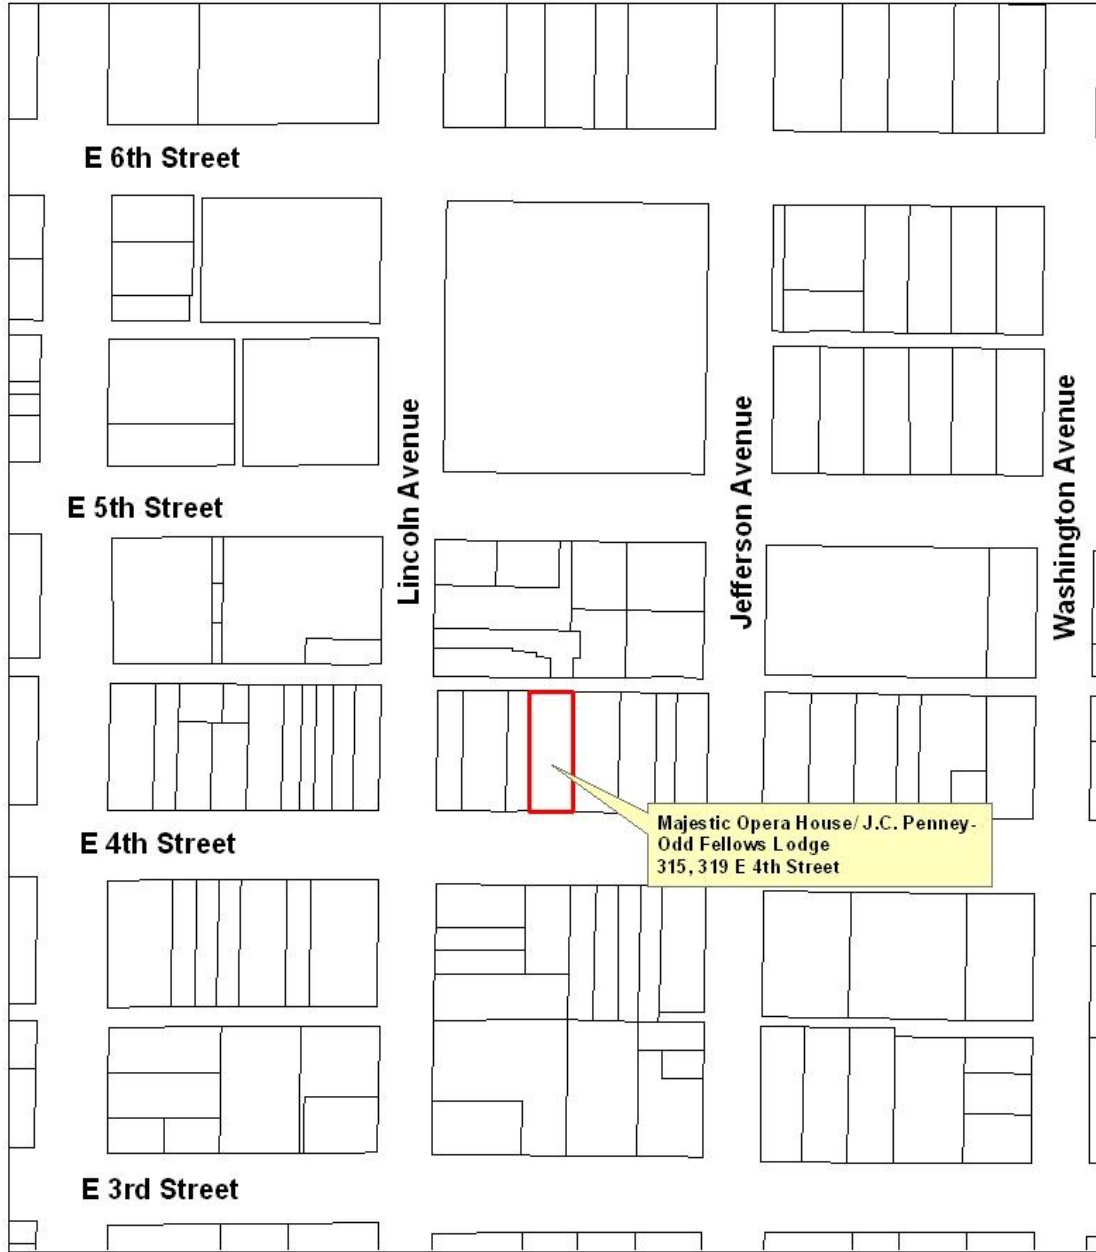 E 6th Street
Lincoln Avenue
Jefferson Avenue
Washington Avenue
E 5th Street
Majestic Opera House/ J.C. Penney-
Odd Fellows Lodge
315, 319 E 4th Street
E 4th Street
E 3rd Street